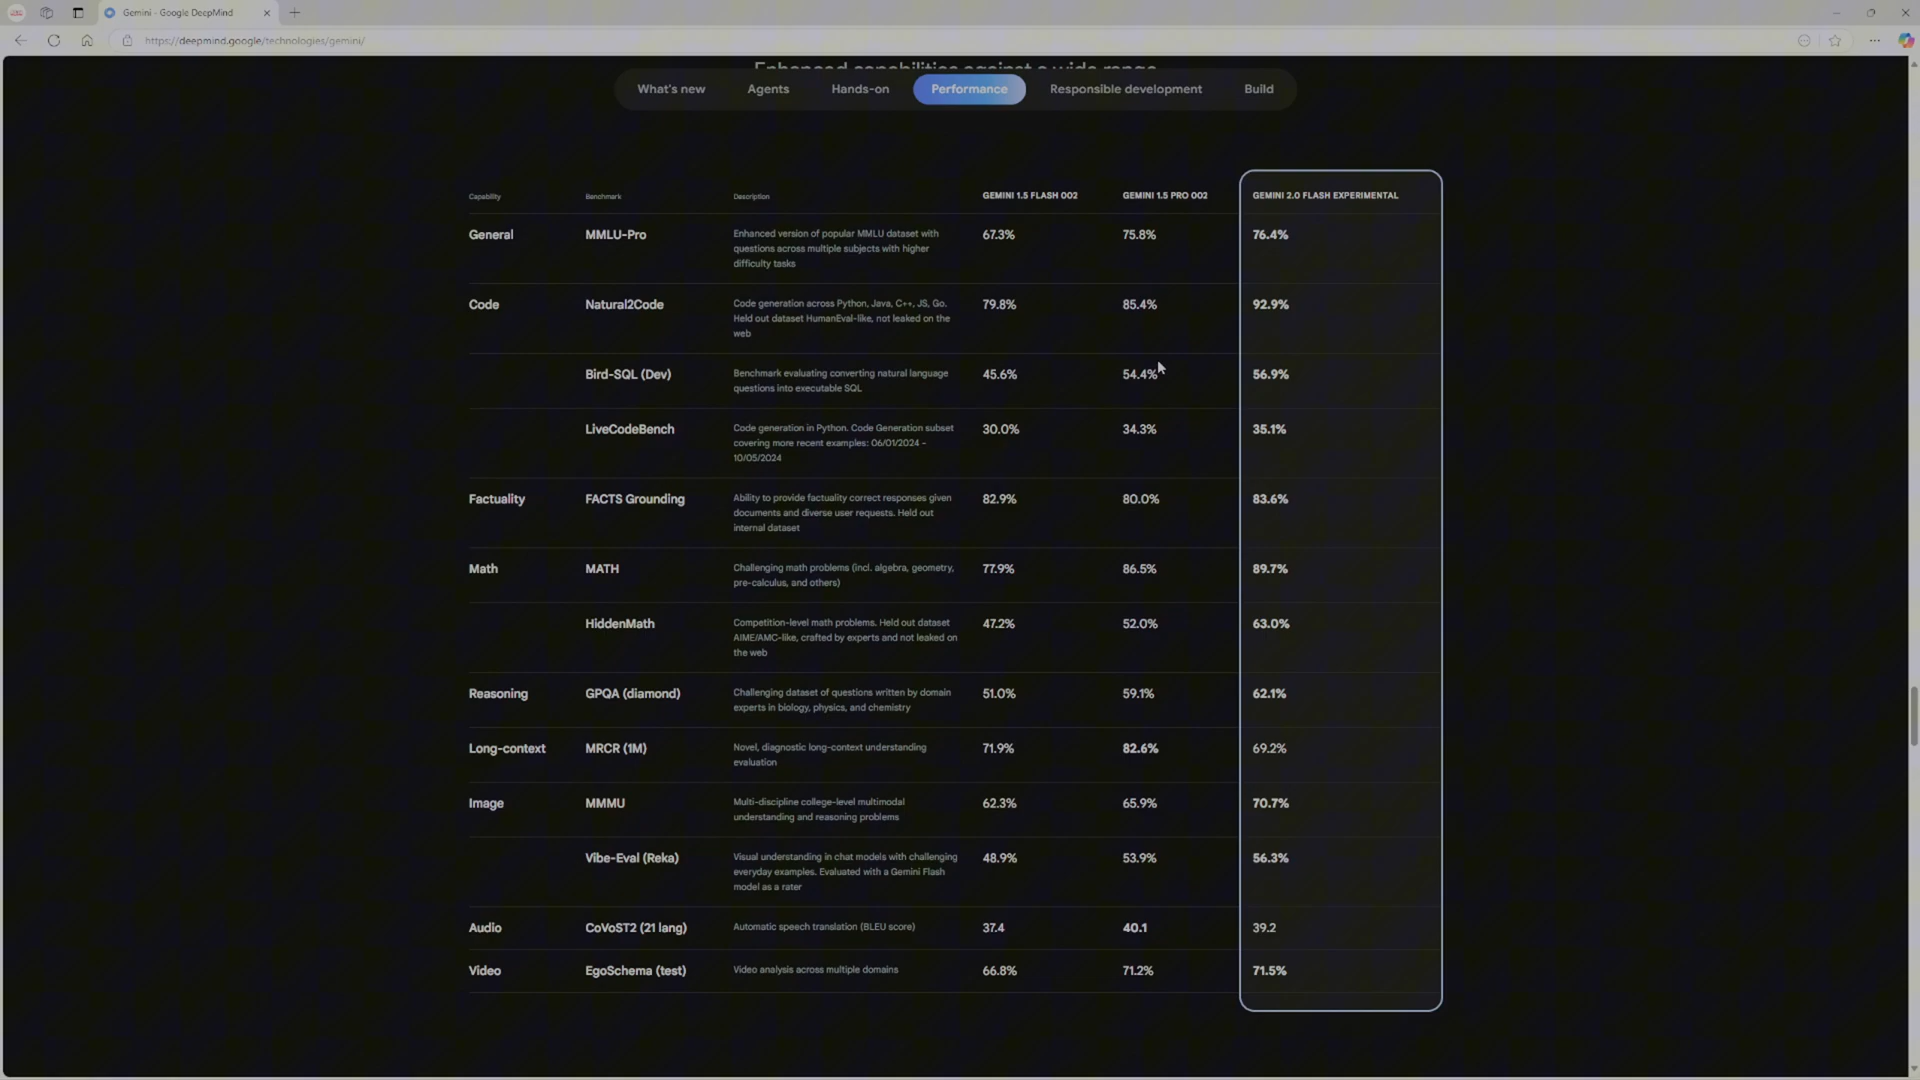 Gemini - Google DeepMind
https://deepmind.google/technologies/gemini/
Enhanced capabilities against a wide range
What's new Agents Hands-on Performance Responsible development Build
Capability Benchmark Description GEMINI 1.5 FLASH 002 GEMINI 1.5 PRO 002 GEMINI 2.0 FLASH EXPERIMENTAL
General MMLU-Pro Enhanced version of popular MMLU dataset with 67.3% 75.8% 76.4%
questions across multiple subjects with higher
difficulty tasks
Code Natural2Code Code generation across Python, Java, C++, JS, Go. 79.8% 85.4% 92.9%
Held out dataset HumanEval-like, not leaked on the
web
Bird-SQL (Dev) Benchmark evaluating converting natural language 45.6% 54.4% 56.9%
questions into executable SQL
LiveCodeBench Code generation in Python. Code Generation subset 30.0% 34.3% 35.1%
covering more recent examples: 06/01/2024 -
10/05/2024
Factuality FACTS Grounding Ability to provide factuality correct responses given 82.9% 80.0% 83.6%
documents and diverse user requests. Held out
internal dataset
Math MATH Challenging math problems (incl. algebra, geometry, 77.9% 86.5% 89.7%
pre-calculus, and others)
HiddenMath Competition-level math problems. Held out dataset 47.2% 52.0% 63.0%
AIME/AMC-like, crafted by experts and not leaked on
the web
Reasoning GPQA (diamond) Challenging dataset of questions written by domain 51.0% 59.1% 62.1%
experts in biology, physics, and chemistry
Long-context MRCR (1M) Novel, diagnostic long-context understanding 71.9% 82.6% 69.2%
evaluation
Image MMMU Multi-discipline college-level multimodal 62.3% 65.9% 70.7%
understanding and reasoning problems
Vibe-Eval (Reka) Visual understanding in chat models with challenging 48.9% 53.9% 56.3%
everyday examples. Evaluated with a Gemini Flash
model as a rater
Audio CoVoST2 (21 lang) Automatic speech translation (BLEU score) 37.4 40.1 39.2
Video EgoSchema (test) Video analysis across multiple domains 66.8% 71.2% 71.5%